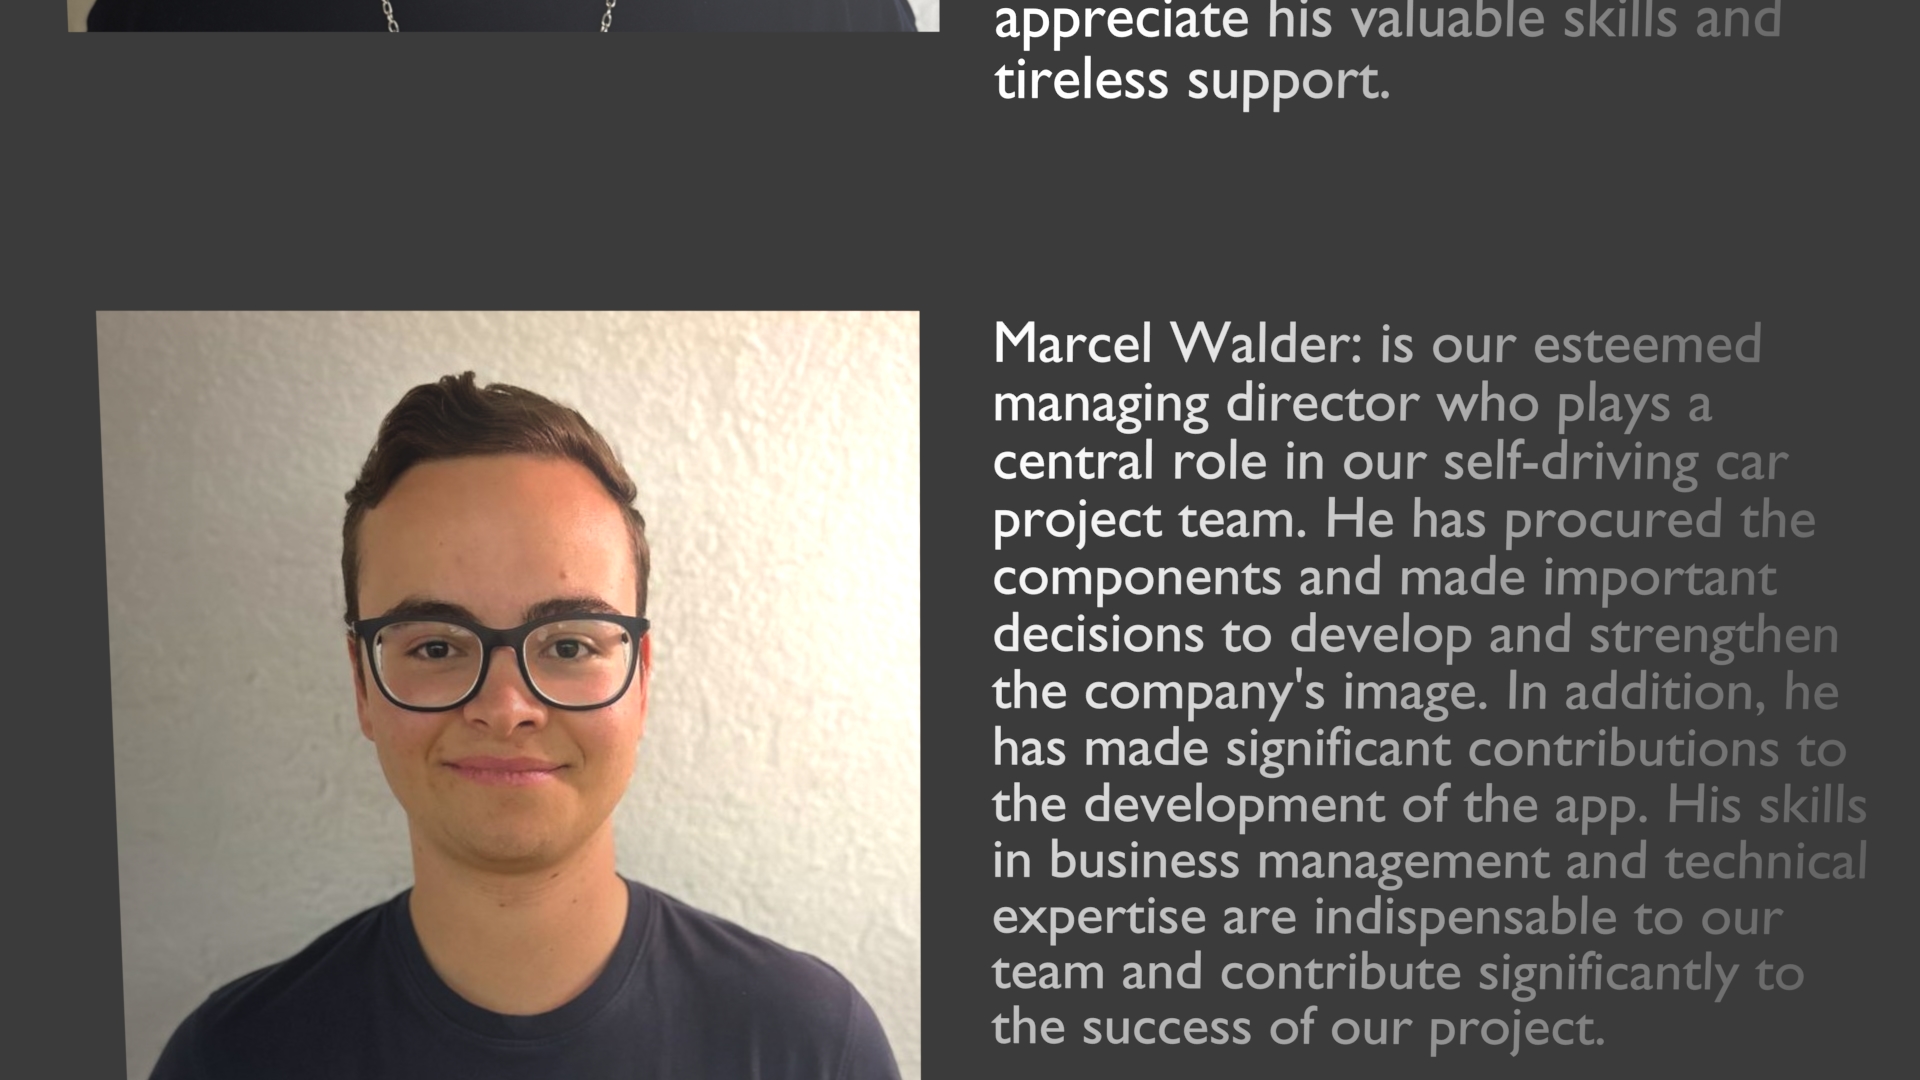 appreciate his valuable skills and
tireless support.
Marcel Walder: is our esteemed
managing director who plays a
central role in our self-driving car
project team. He has procured the
components and made important
decisions to develop and strengthen
the company's image. In addition, he
has made significant contributions to
the development of the app. His skills
in business management and technical
expertise are indispensable to our
team and contribute significantly to
the success of our project.